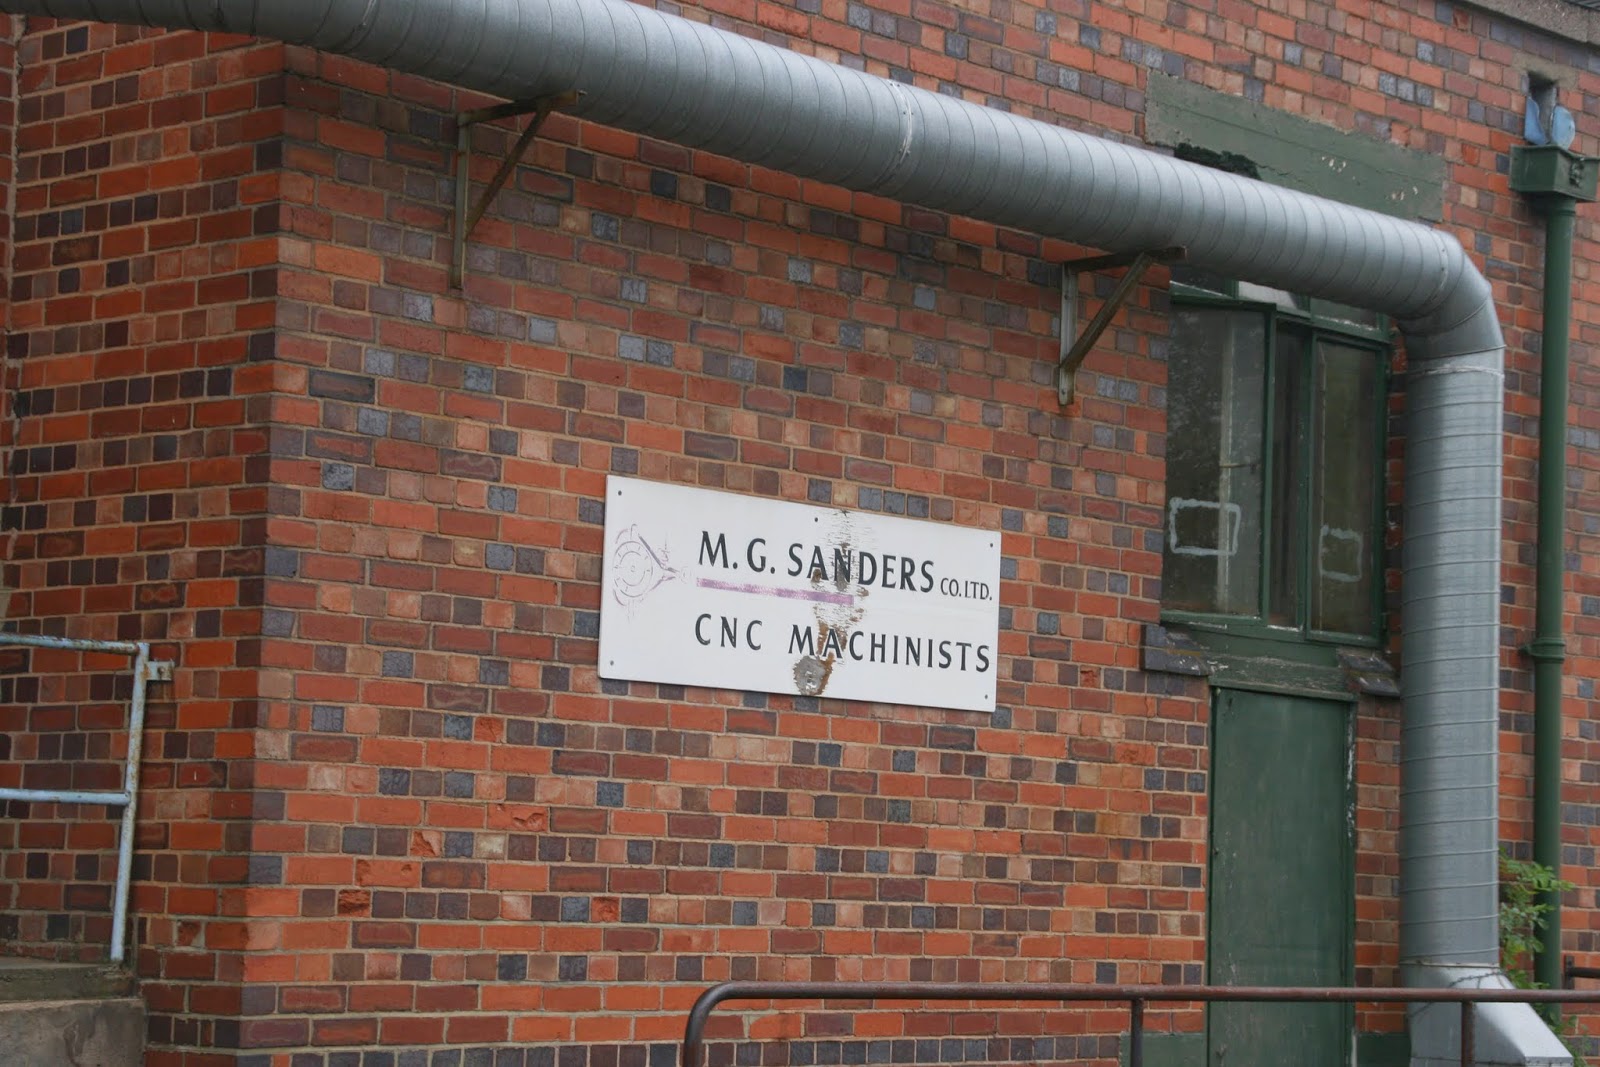 M.G. SANDERS CO.LTD.
CNC MACHINISTS